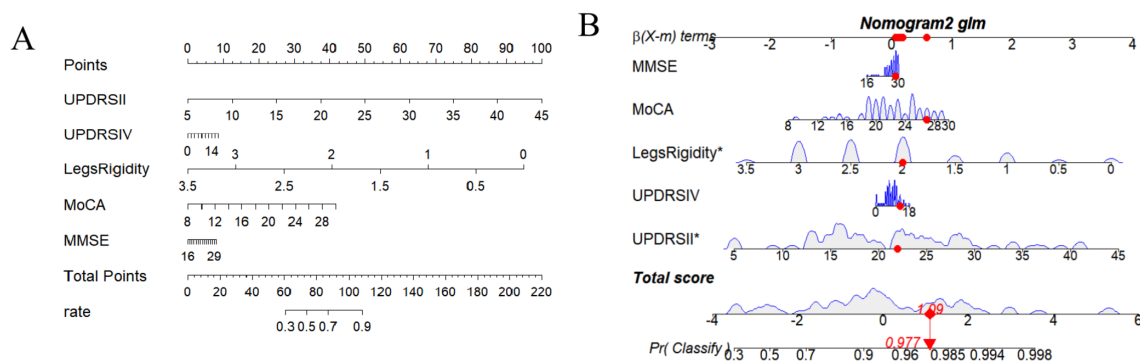 A
Points
0 10 20 30 40 50 60 70 80 90 100
UPDRSII
5 10 15 20 25 30 35 40 45
UPDRSIV
0 14
LegsRigidity
3 2 1 0
3.5 2.5 1.5 0.5
MoCA
8 12 16 20 24 28
MMSE
16 29
Total Points
0 20 40 60 80 100 120 140 160 180 200 220
rate
0.3 0.5 0.7 0.9
B
Nomogram2 glm
β(X-m) terms
-3 -2 -1 0 1 2 3 4
MMSE
16 30
MoCA
8 12 14 16 20 24 28 30
LegsRigidity*
3.5 3 2.5 2 1.5 1 0.5 0
UPDRSIV
0 18
UPDRSII*
5 10 15 20 25 30 35 40 45
Total score
-4 -2 0 2 4 6
1.09
0.977
Pr( Classify )
0.3 0.5 0.7 0.9 0.96 0.985 0.994 0.998